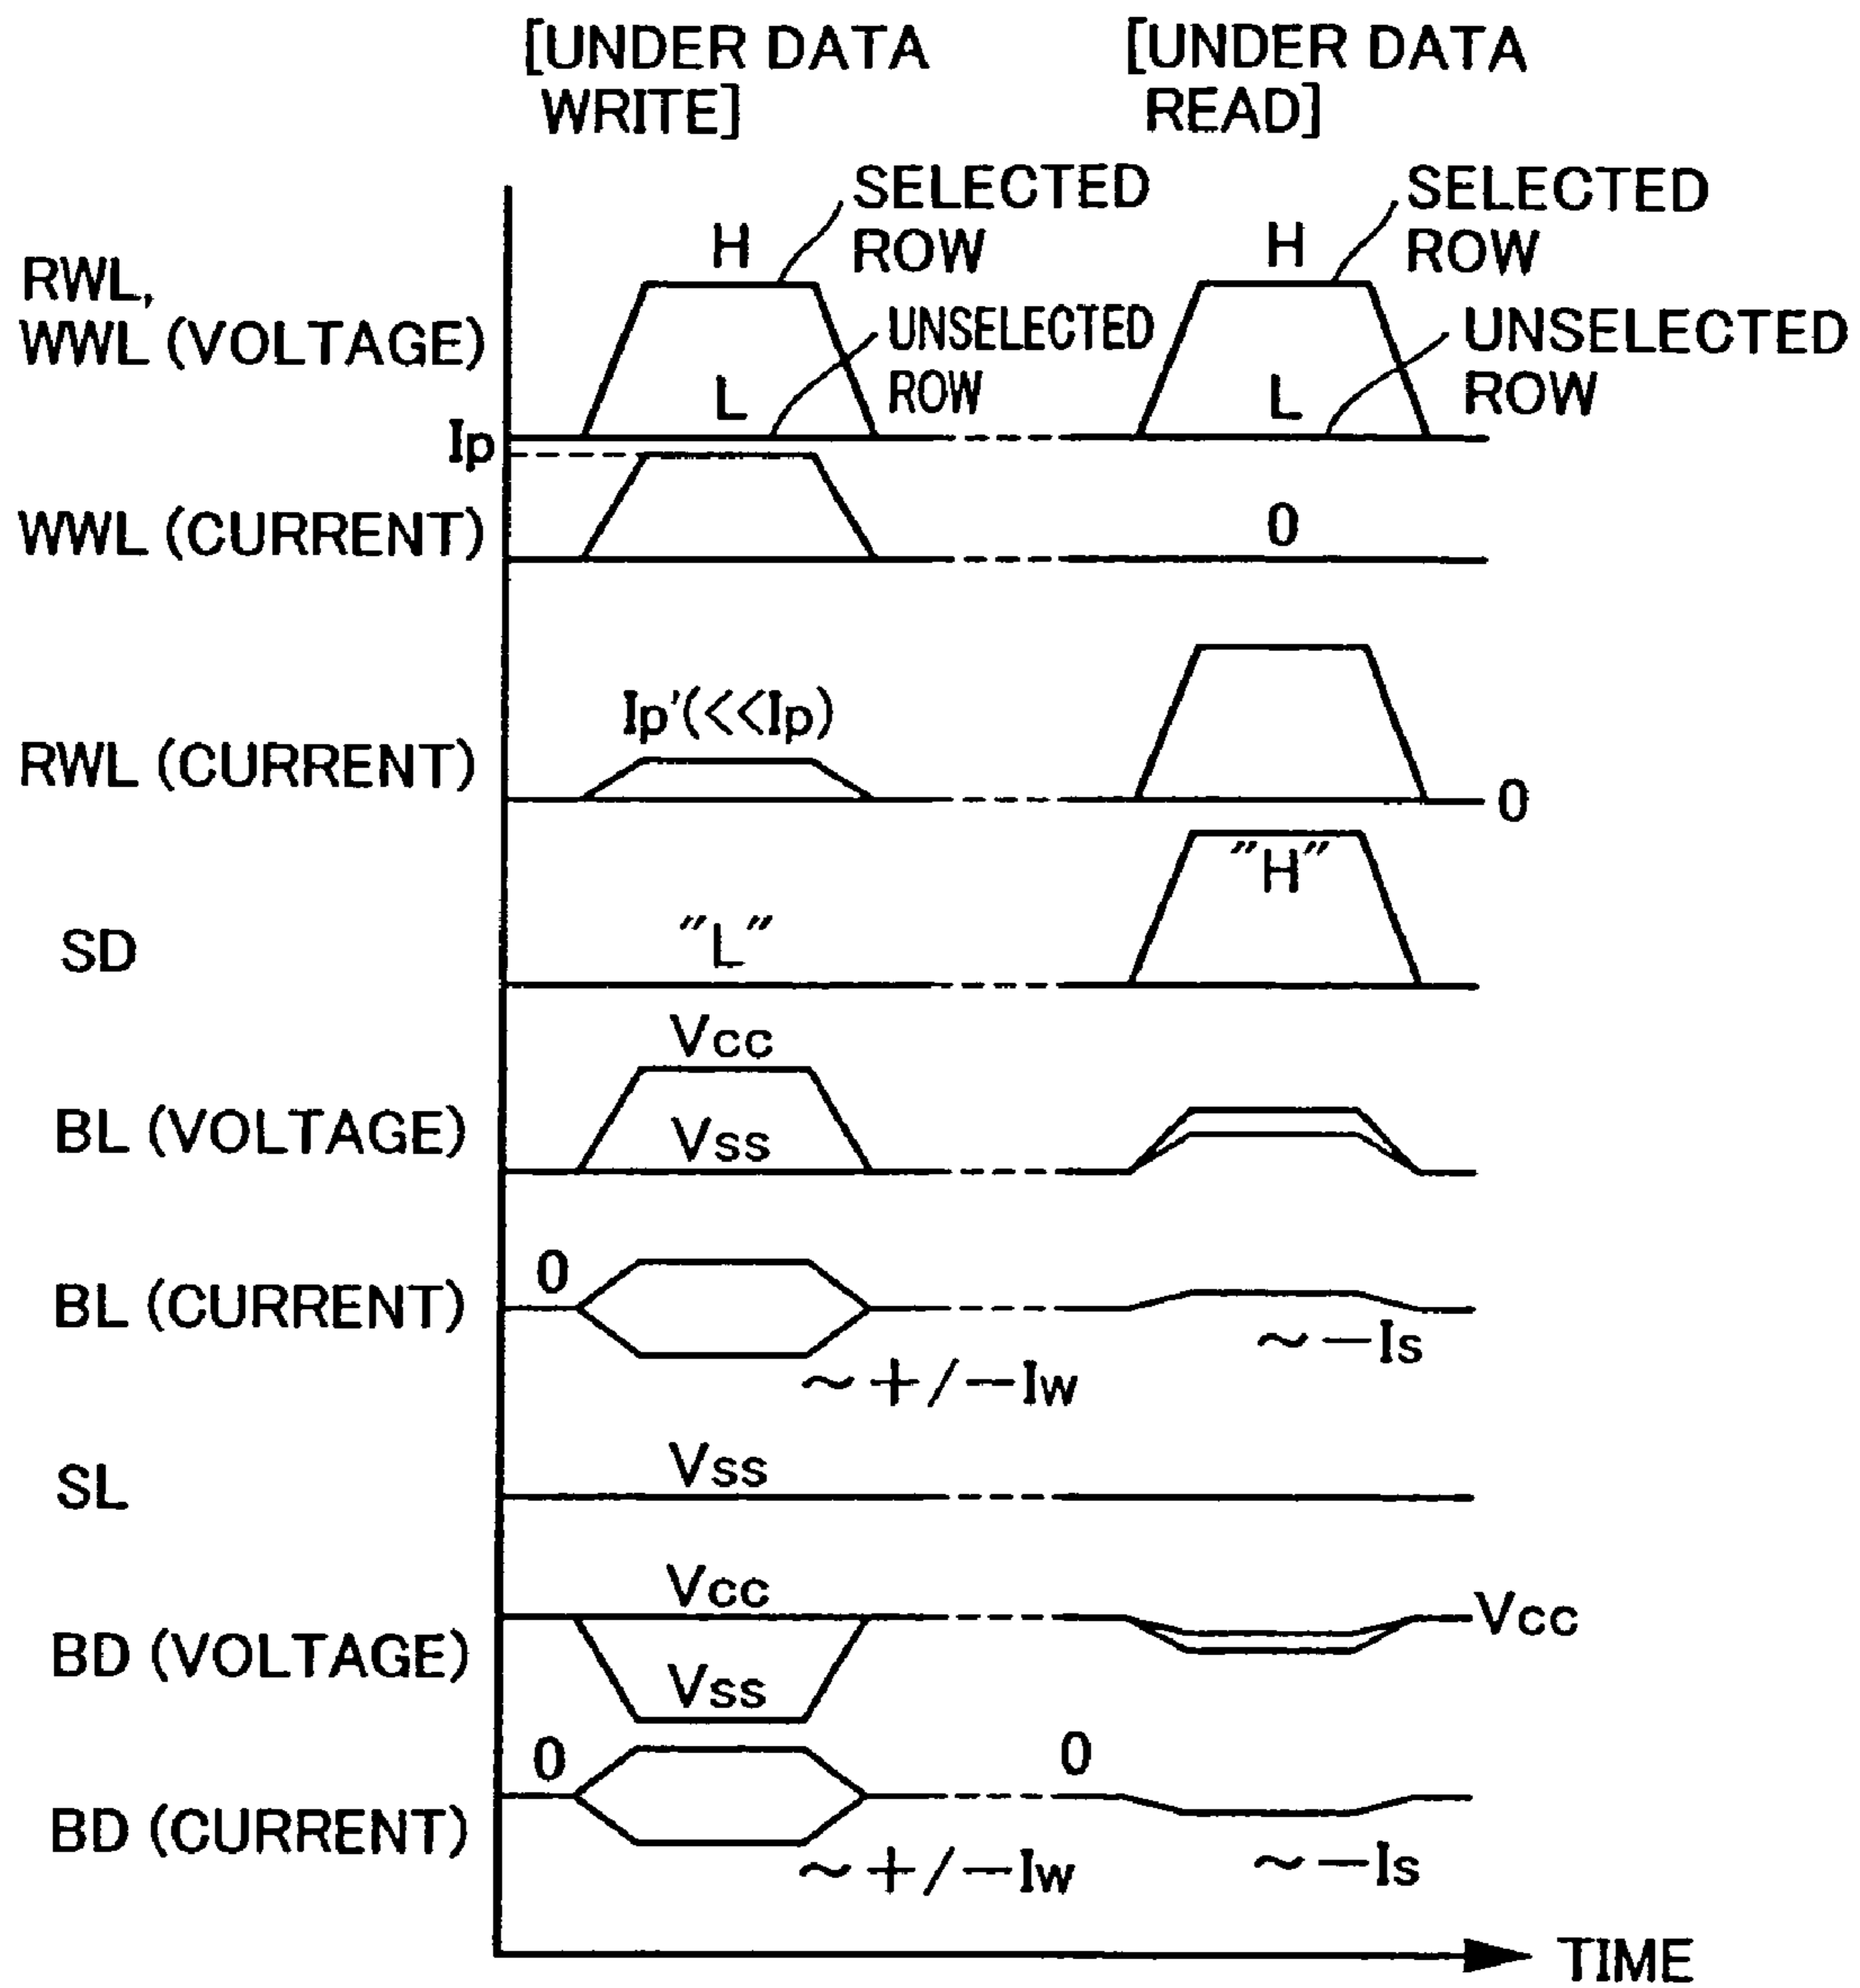 [UNDER DATA
WRITE]
[UNDER DATA
READ]
SELECTED
ROW
SELECTED
ROW
H
H
RWL,
WWL (VOLTAGE)
UNSELECTED
ROW
UNSELECTED
ROW
L
L
Ip
WWL (CURRENT)
0
Ip'(<<Ip)
RWL (CURRENT)
0
"H"
SD
"L"
Vcc
BL (VOLTAGE)
Vss
0
BL (CURRENT)
~+/-Iw
~-Is
SL
Vss
Vcc
Vcc
BD (VOLTAGE)
Vss
0
0
BD (CURRENT)
~+/-Iw
~-Is
TIME